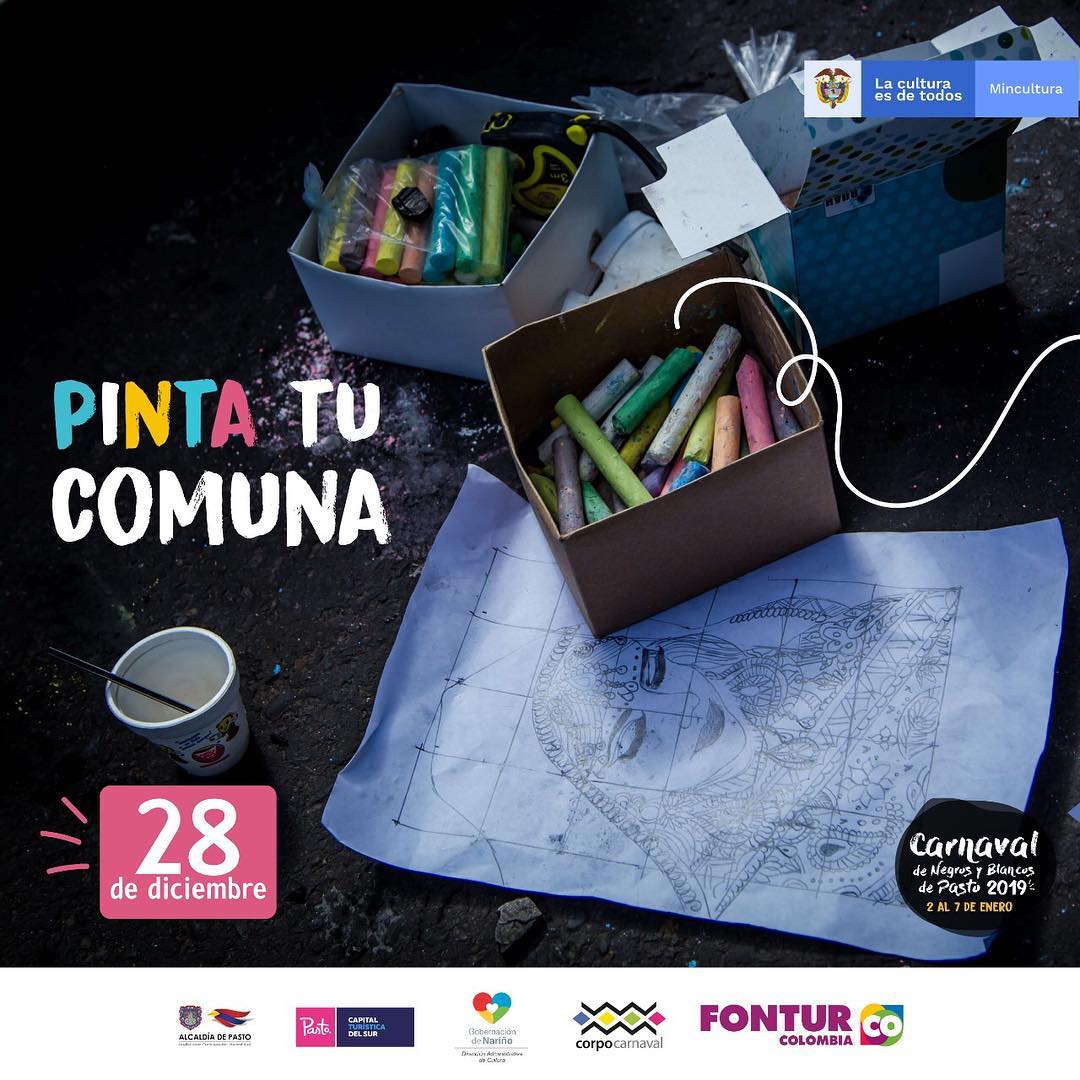 La cultura
es de todos
Mincultura
3m
PINTA TU
COMUNA
28
de diciembre
Carnaval
de Negros y Blancos
de Pasto 2019
2 AL 7 DE ENERO
ALCALDÍA DE PASTO
Pasto.
CAPITAL
TURÍSTICA
DEL SUR
Gobernación
de Nariño
Dirección Administrativa
de Cultura
corpocarnaval
FONTUR
COLOMBIA
CO